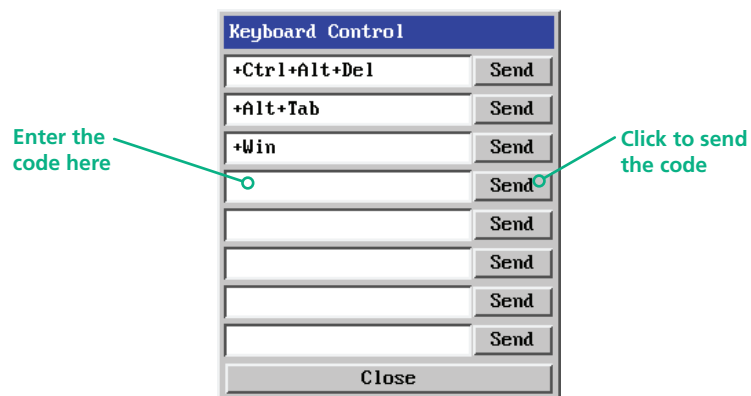 Keyboard Control
+Ctrl+Alt+Del Send
+Alt+Tab Send
+Win Send
Enter the
code here
Send
Click to send
the code
Send
Send
Send
Send
Close